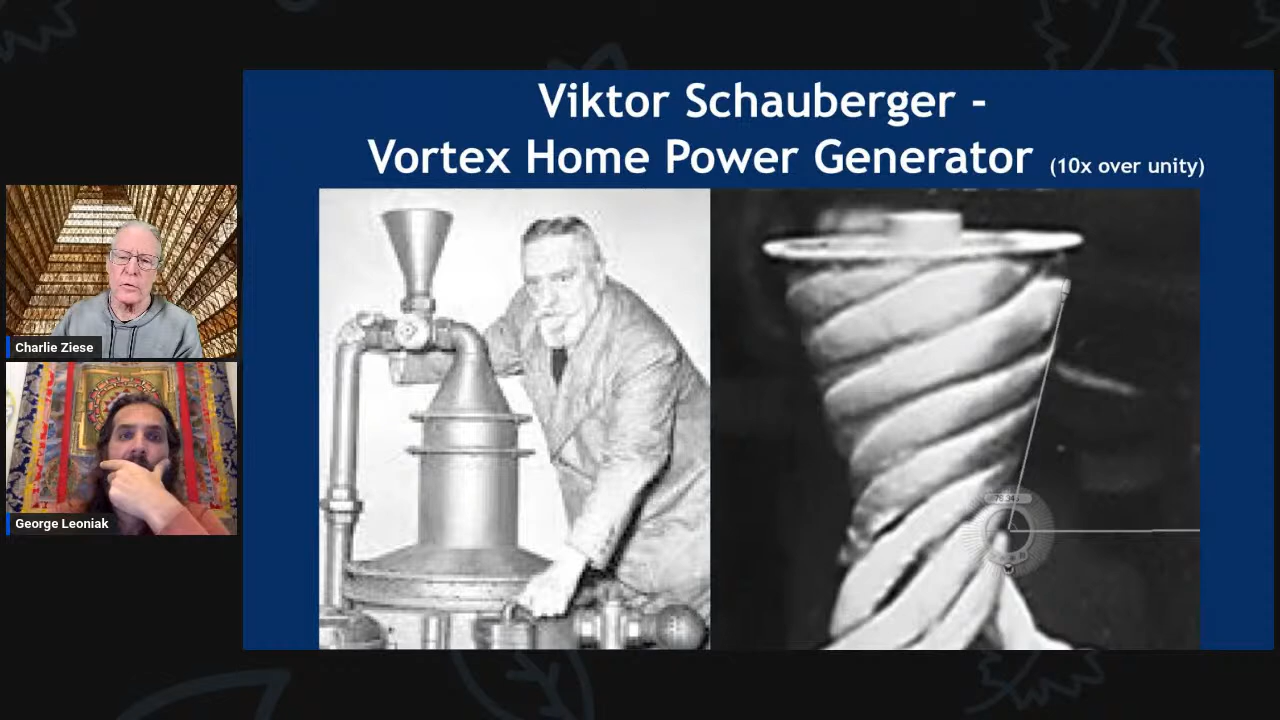 Viktor Schauberger -
Vortex Home Power Generator (10x over unity)
Charlie Ziese
George Leoniak